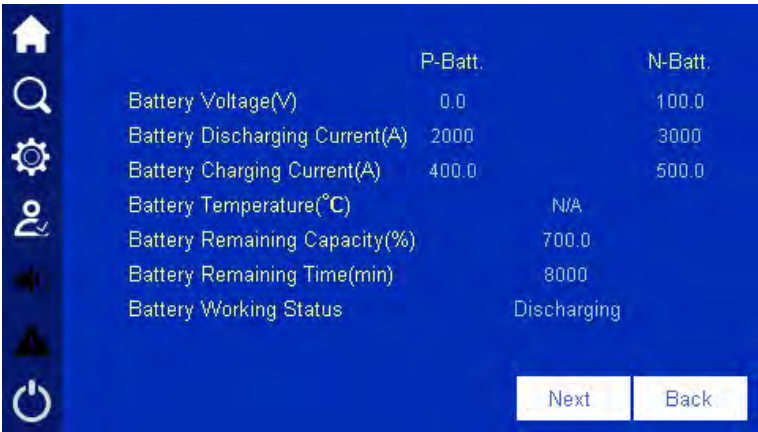 P-Batt. N-Batt.
Battery Voltage(V) 0.0 100.0
Battery Discharging Current(A) 2000 3000
Battery Charging Current(A) 400.0 500.0
Battery Temperature(°C) N/A
Battery Remaining Capacity(%) 700.0
Battery Remaining Time(min) 8000
Battery Working Status Discharging
Next Back